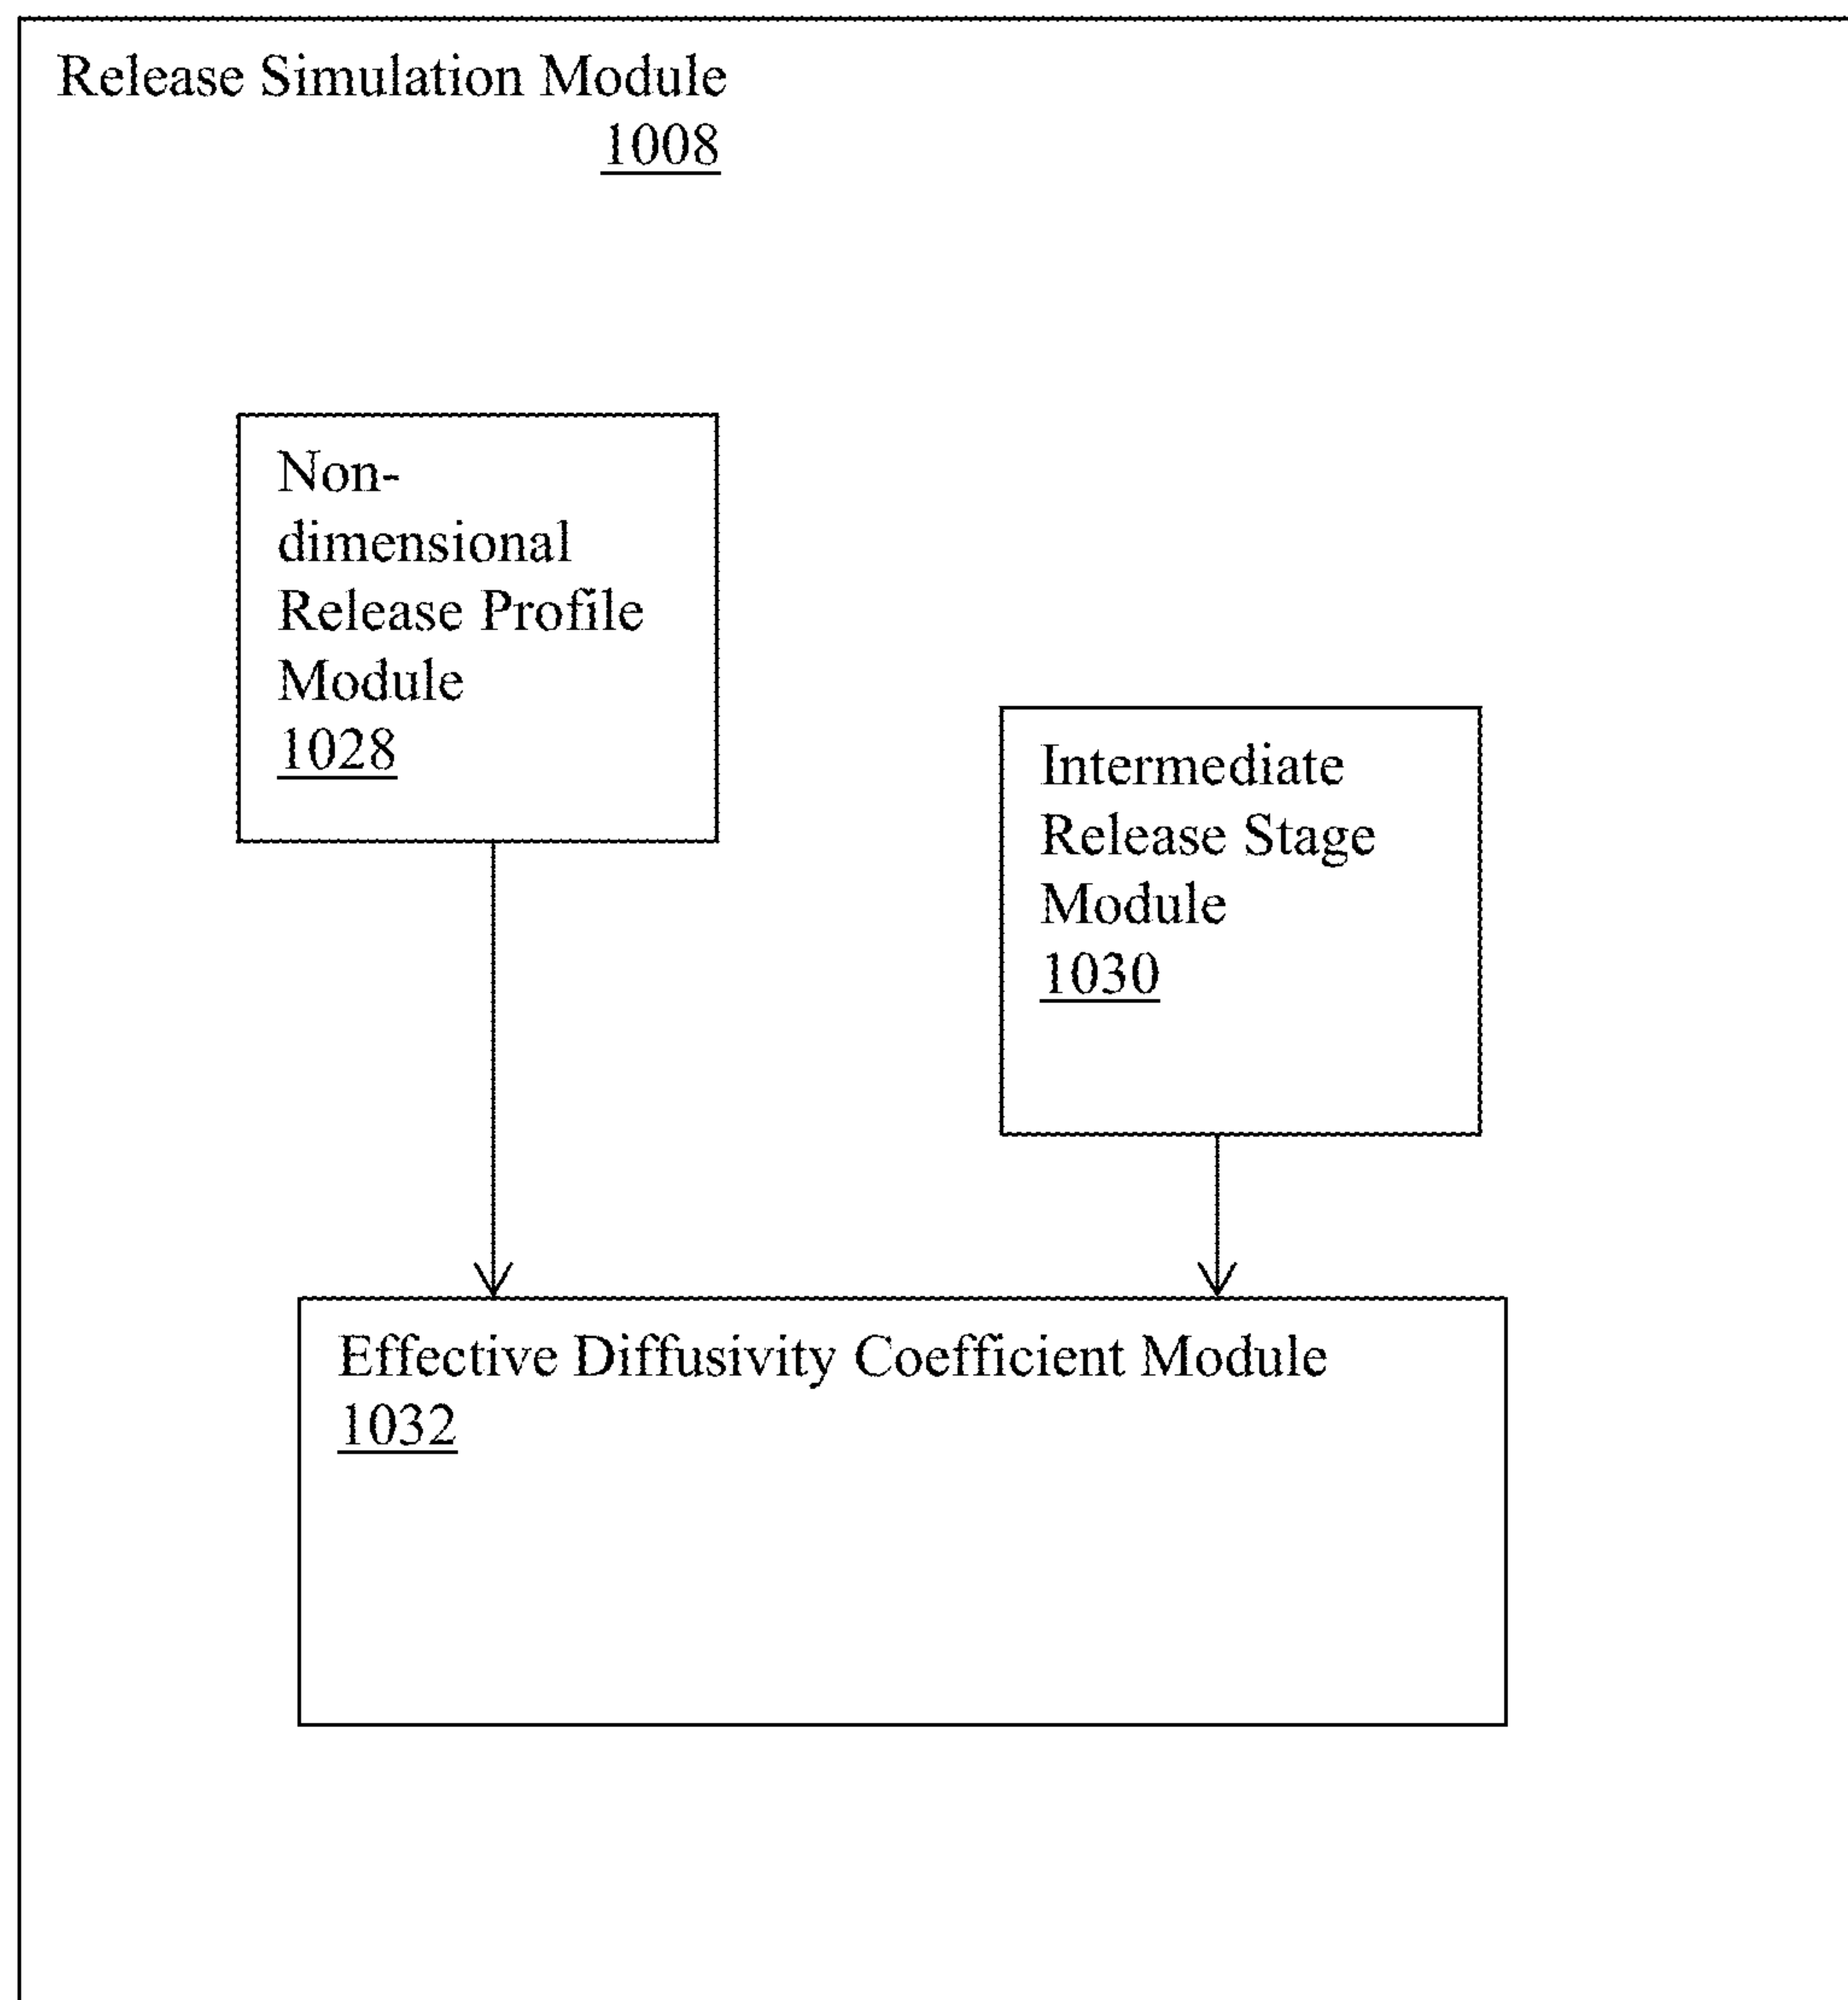 Release Simulation Module
1008
Non-
dimensional
Release Profile
Module
1028
Intermediate
Release Stage
Module
1030
Effective Diffusivity Coefficient Module
1032